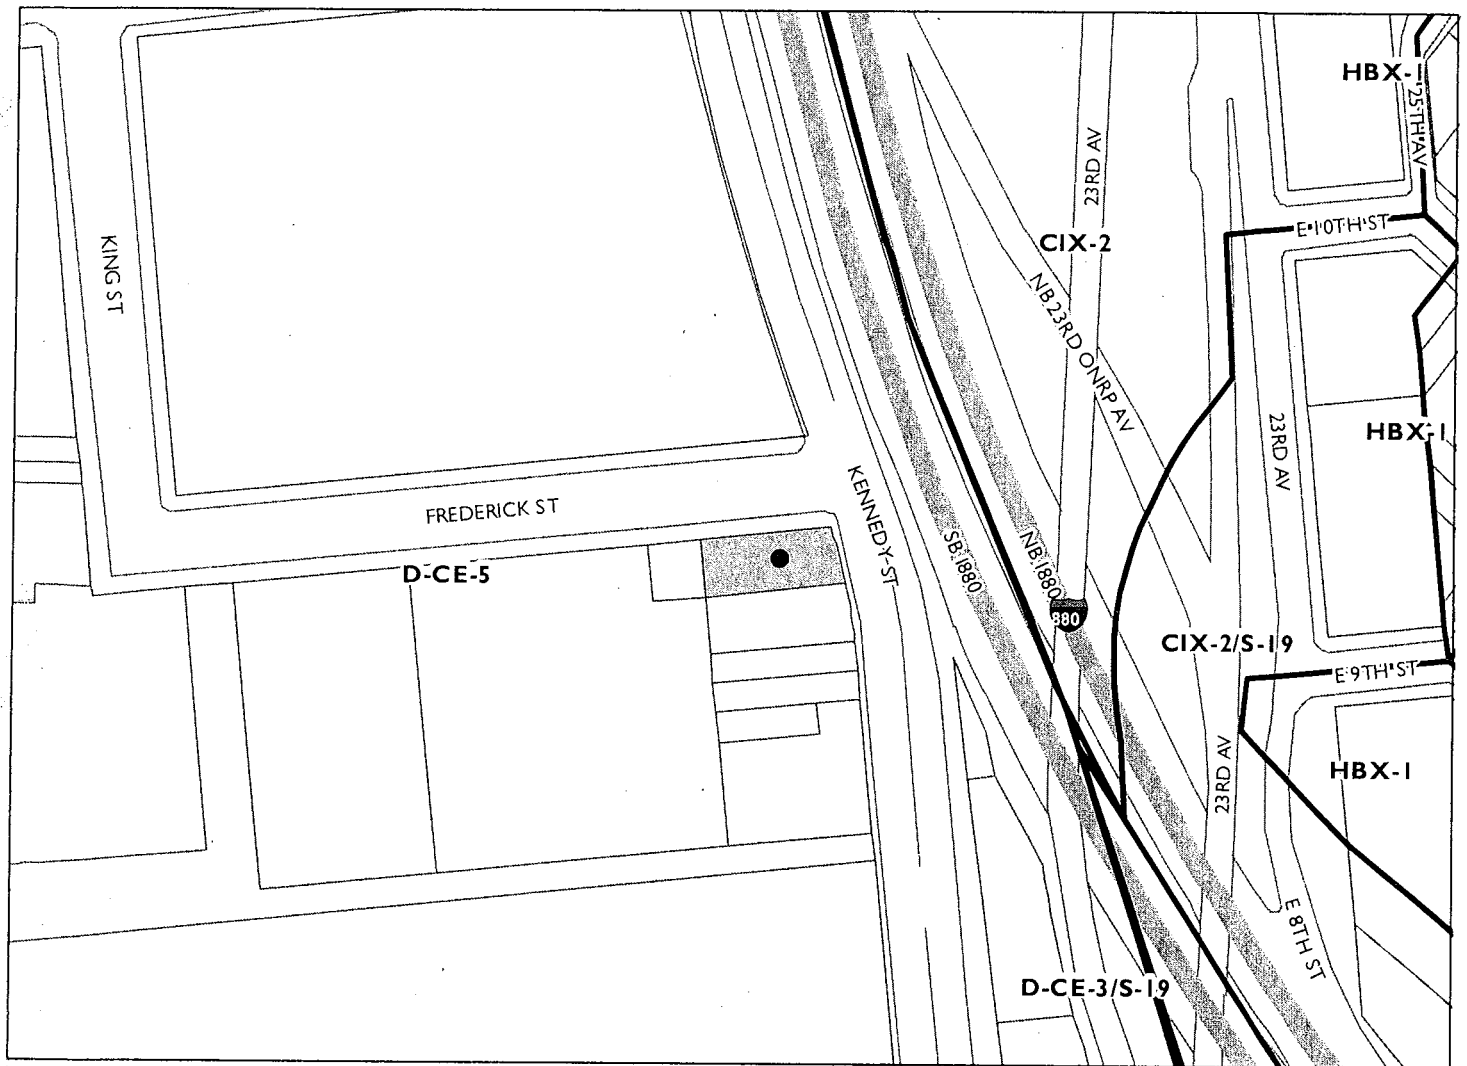 HBX-1
25TH AV
23RD AV
E 10TH ST
CIX-2
KING ST
NB 23RD ONRP AV
23RD AV
HBX-1
FREDERICK ST
KENNEDY ST
SB I880
NB I880
D-CE-5
880
CIX-2/S-19
E 9TH ST
23RD AV
HBX-1
E 8TH ST
D-CE-3/S-19